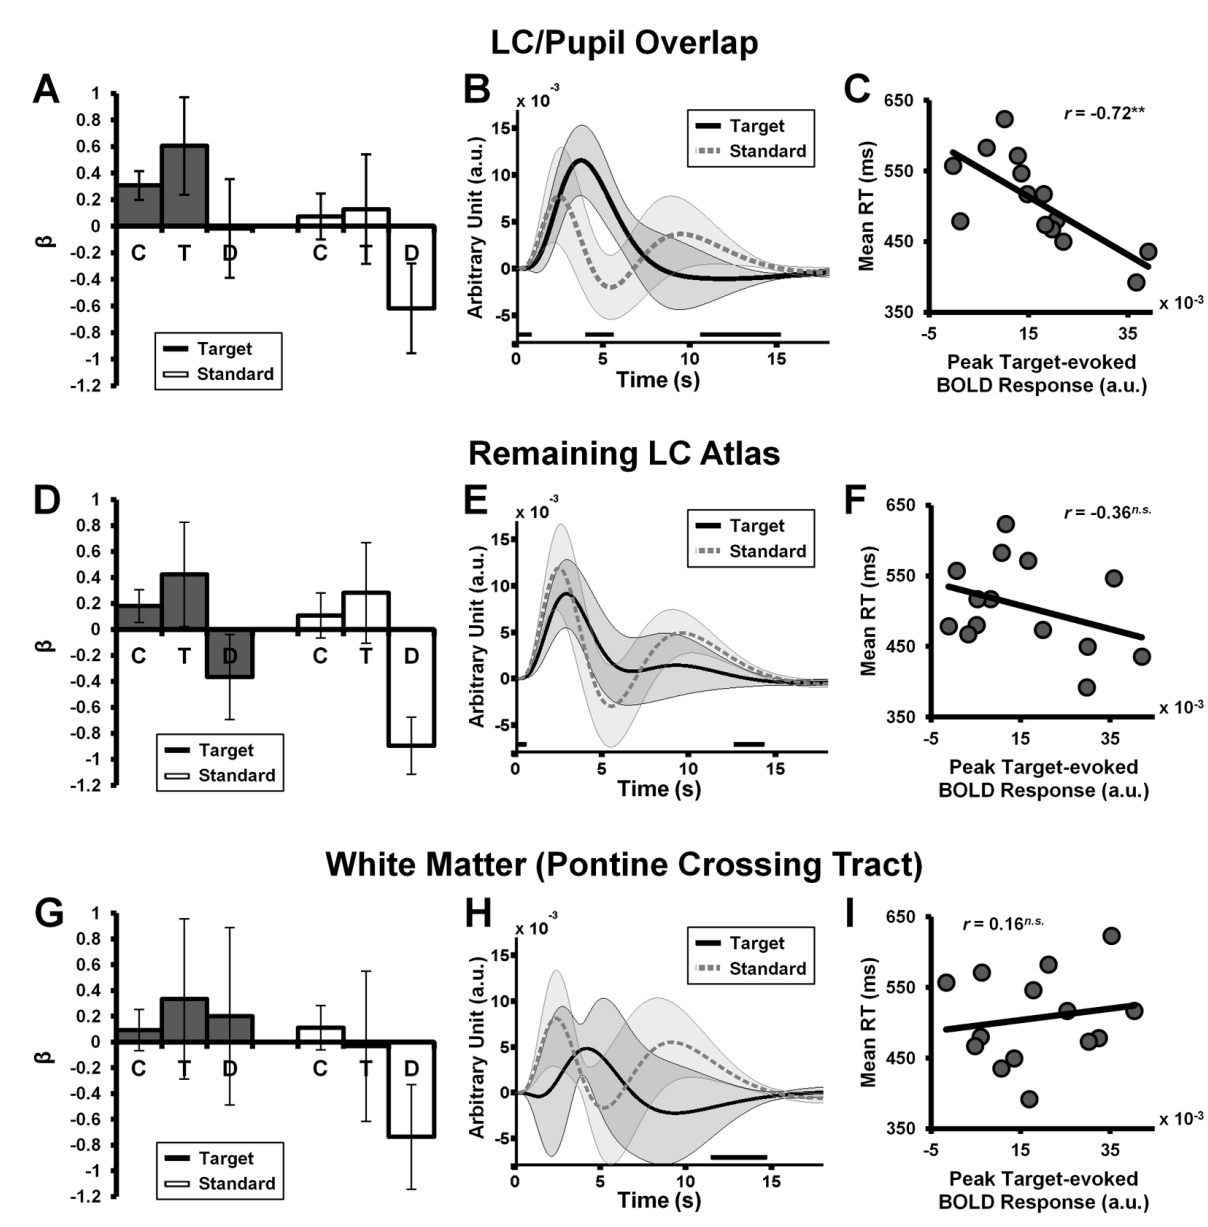 LC/Pupil Overlap
A
1
0.8
0.6
0.4
0.2
0
-0.2
-0.4
-0.6
-0.8
-1
-1.2
β
C T D C T D
Target
Standard
B
x 10⁻³
15
10
5
0
-5
Arbitrary Unit (a.u.)
Target
Standard
0 5 10 15
Time (s)
C
650
550
450
350
Mean RT (ms)
r = -0.72**
-5 15 35
x 10⁻³
Peak Target-evoked
BOLD Response (a.u.)
Remaining LC Atlas
D
1
0.8
0.6
0.4
0.2
0
-0.2
-0.4
-0.6
-0.8
-1
-1.2
β
C T D C T D
Target
Standard
E
x 10⁻³
15
10
5
0
-5
Arbitrary Unit (a.u.)
Target
Standard
0 5 10 15
Time (s)
F
650
550
450
350
Mean RT (ms)
r = -0.36ⁿ·ˢ·
-5 15 35
x 10⁻³
Peak Target-evoked
BOLD Response (a.u.)
White Matter (Pontine Crossing Tract)
G
1
0.8
0.6
0.4
0.2
0
-0.2
-0.4
-0.6
-0.8
-1
-1.2
β
C T D C T D
Target
Standard
H
x 10⁻³
15
10
5
0
-5
Arbitrary Unit (a.u.)
Target
Standard
0 5 10 15
Time (s)
I
650
550
450
350
Mean RT (ms)
r = 0.16ⁿ·ˢ·
-5 15 35
x 10⁻³
Peak Target-evoked
BOLD Response (a.u.)